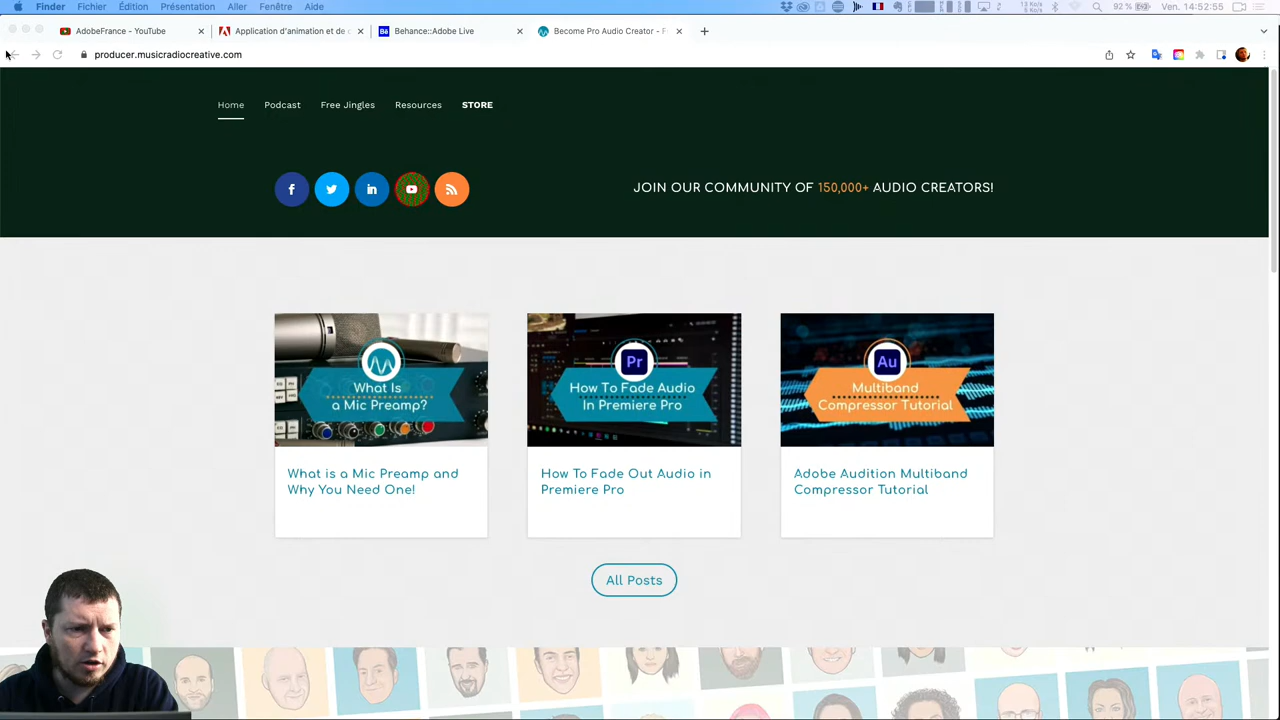 Finder Fichier Édition Présentation Aller Fenêtre Aide 92 % Ven. 14:52:55
AdobeFrance - YouTube Application d'animation et de Behance::Adobe Live Become Pro Audio Creator -
producer.musicradiocreative.com
Home Podcast Free Jingles Resources STORE
JOIN OUR COMMUNITY OF 150,000+ AUDIO CREATORS!
What Is
a Mic Preamp?
Pr
How To Fade Audio
In Premiere Pro
Au
Multiband
Compressor Tutorial
What is a Mic Preamp and
Why You Need One!
How To Fade Out Audio in
Premiere Pro
Adobe Audition Multiband
Compressor Tutorial
All Posts